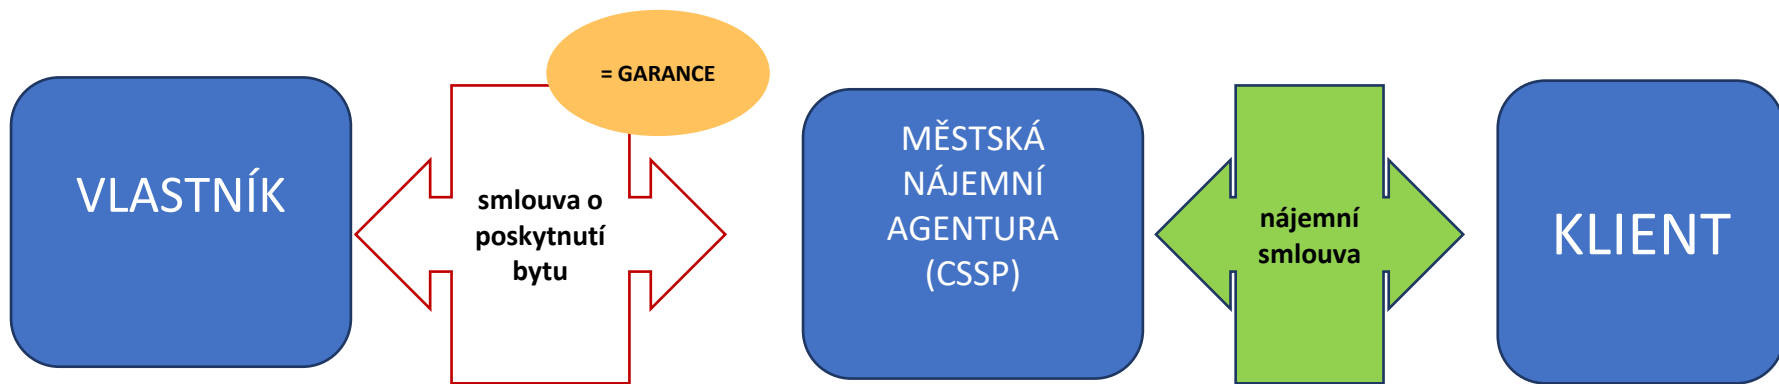 = GARANCE
VLASTNÍK
smlouva o
poskytnutí
bytu
MĚSTSKÁ
NÁJEMNÍ
AGENTURA
(CSSP)
nájemní
smlouva
KLIENT